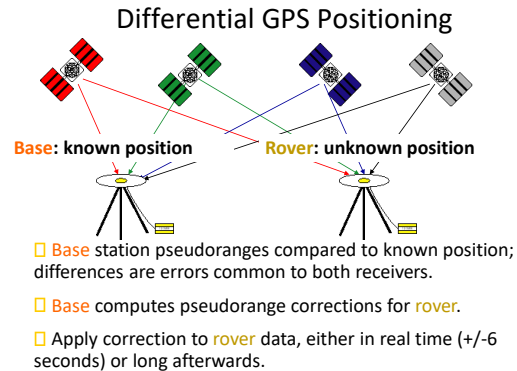 Differential GPS Positioning
Base: known position
Rover: unknown position
Base station pseudoranges compared to known position;
differences are errors common to both receivers.
Base computes pseudorange corrections for rover.
Apply correction to rover data, either in real time (+/-6
seconds) or long afterwards.